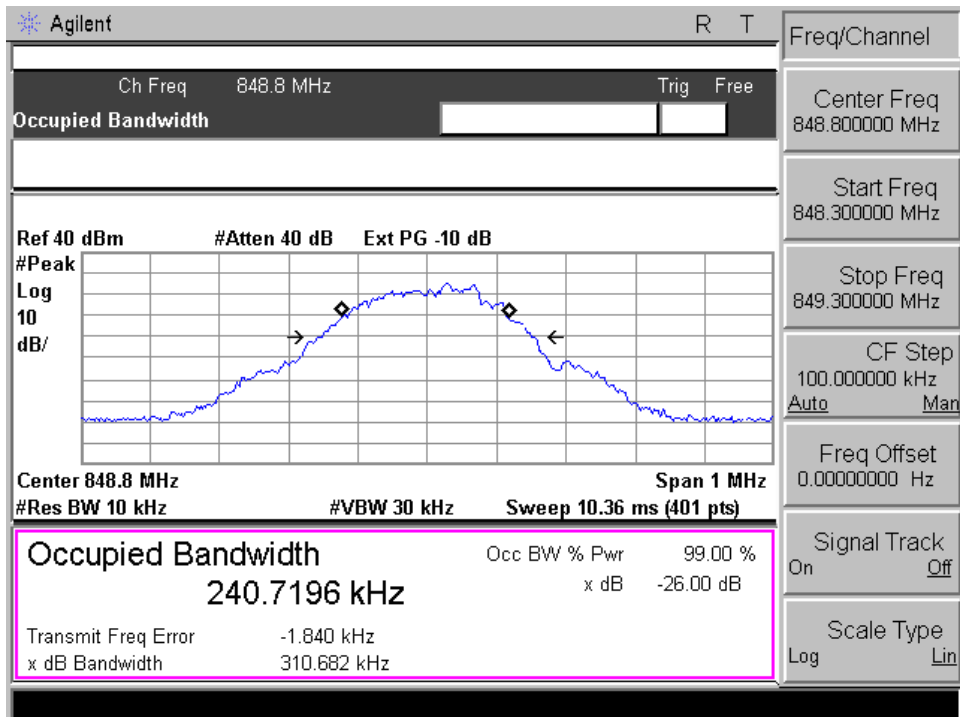 Agilent R T
Ch Freq 848.8 MHz Trig Free
Occupied Bandwidth
Ref 40 dBm #Atten 40 dB Ext PG -10 dB
#Peak
Log
10
dB/
Center 848.8 MHz Span 1 MHz
#Res BW 10 kHz #VBW 30 kHz Sweep 10.36 ms (401 pts)
Occupied Bandwidth
240.7196 kHz
Occ BW % Pwr 99.00 %
x dB -26.00 dB
Transmit Freq Error -1.840 kHz
x dB Bandwidth 310.682 kHz
Freq/Channel
Center Freq
848.800000 MHz
Start Freq
848.300000 MHz
Stop Freq
849.300000 MHz
CF Step
100.000000 kHz
Auto Man
Freq Offset
0.00000000 Hz
Signal Track
On Off
Scale Type
Log Lin